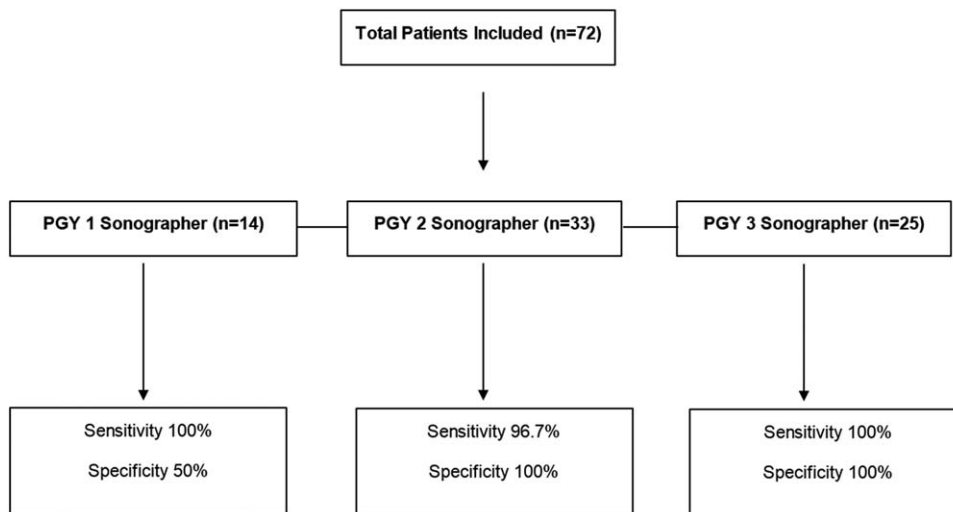 Total Patients Included (n=72)
PGY 1 Sonographer (n=14)
PGY 2 Sonographer (n=33)
PGY 3 Sonographer (n=25)
Sensitivity 100%
Specificity 50%
Sensitivity 96.7%
Specificity 100%
Sensitivity 100%
Specificity 100%